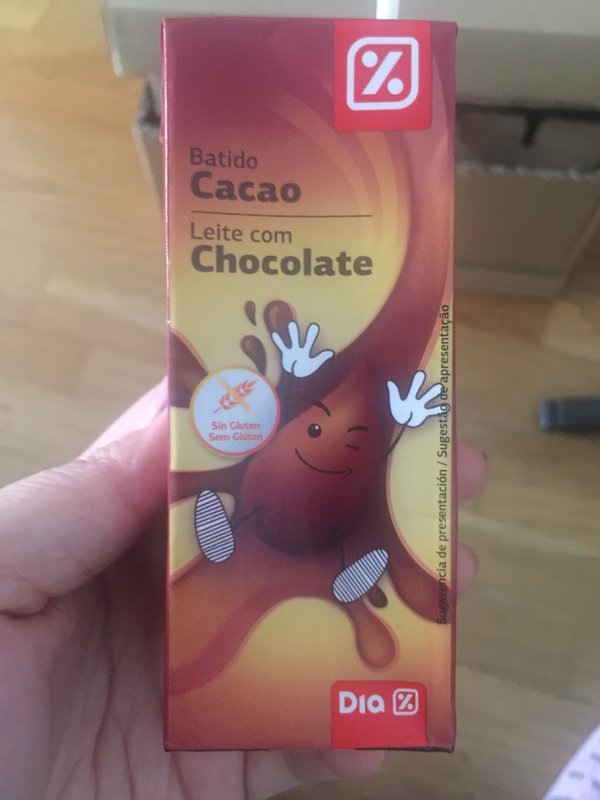 Batido
Cacao
Leite com
Chocolate
Sin Gluten
Sem Glúten
Sugerencia de presentación / Sugestão de apresentação
DIA %